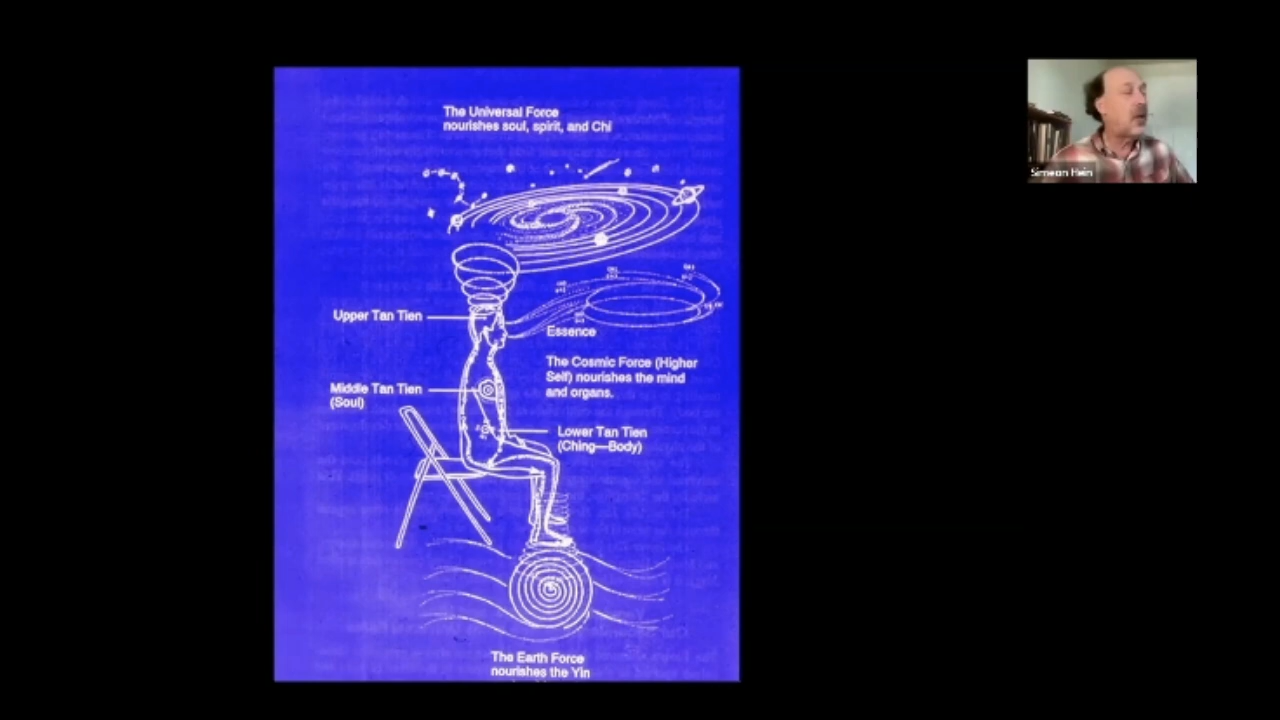 The Universal Force
nourishes soul, spirit, and Chi
Upper Tan Tien
Essence
The Cosmic Force (Higher
Self) nourishes the mind
and organs.
Middle Tan Tien
(Soul)
Lower Tan Tien
(Ching—Body)
The Earth Force
nourishes the Yin
Simeon Hein